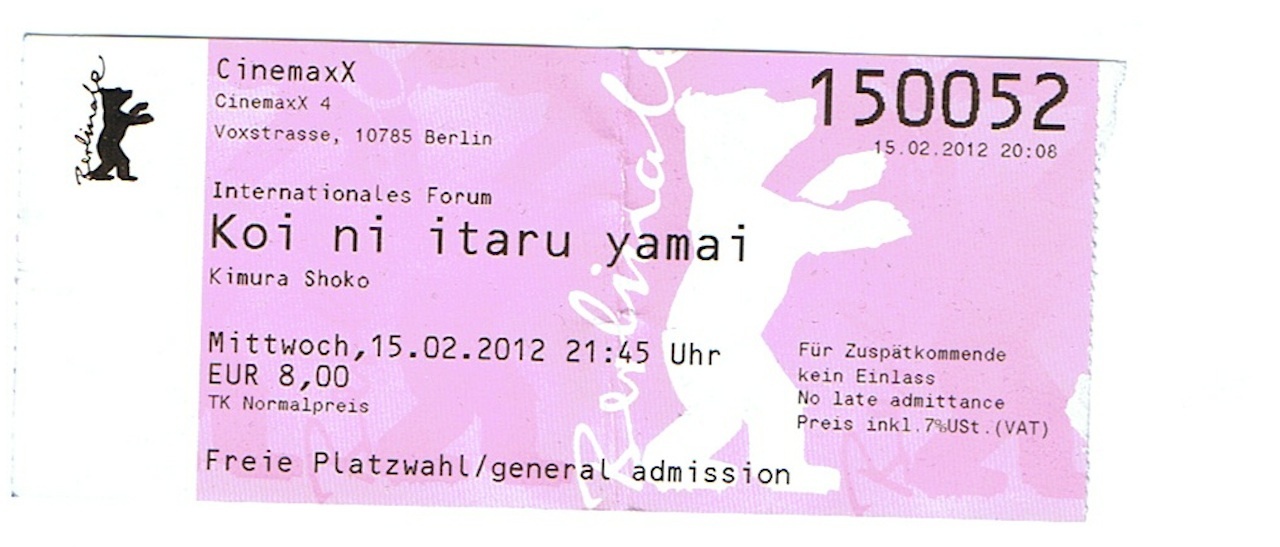 Berlinale
CinemaxX
CinemaxX 4
Voxstrasse, 10785 Berlin
150052
15.02.2012 20:08
Internationales Forum
Koi ni itaru yamai
Kimura Shoko
Berlinale
Mittwoch,15.02.2012 21:45 Uhr
EUR 8,00
TK Normalpreis
Für Zuspätkommende
kein Einlass
No late admittance
Preis inkl.7%USt.(VAT)
Freie Platzwahl/general admission